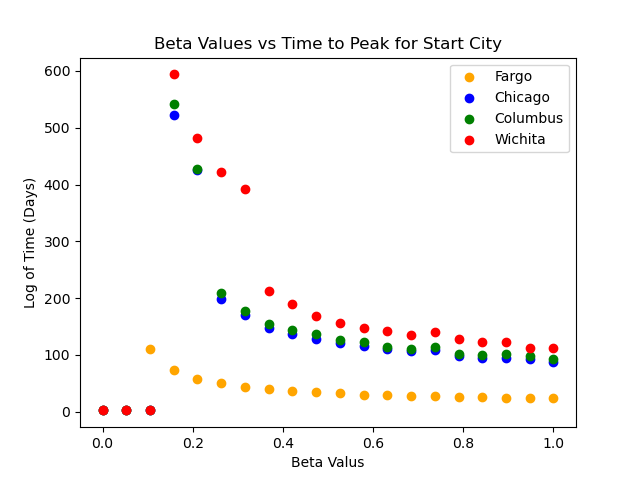 Beta Values vs Time to Peak for Start City
Fargo
Chicago
Columbus
Wichita
Log of Time (Days)
600
500
400
300
200
100
0
0.0 0.2 0.4 0.6 0.8 1.0
Beta Valus